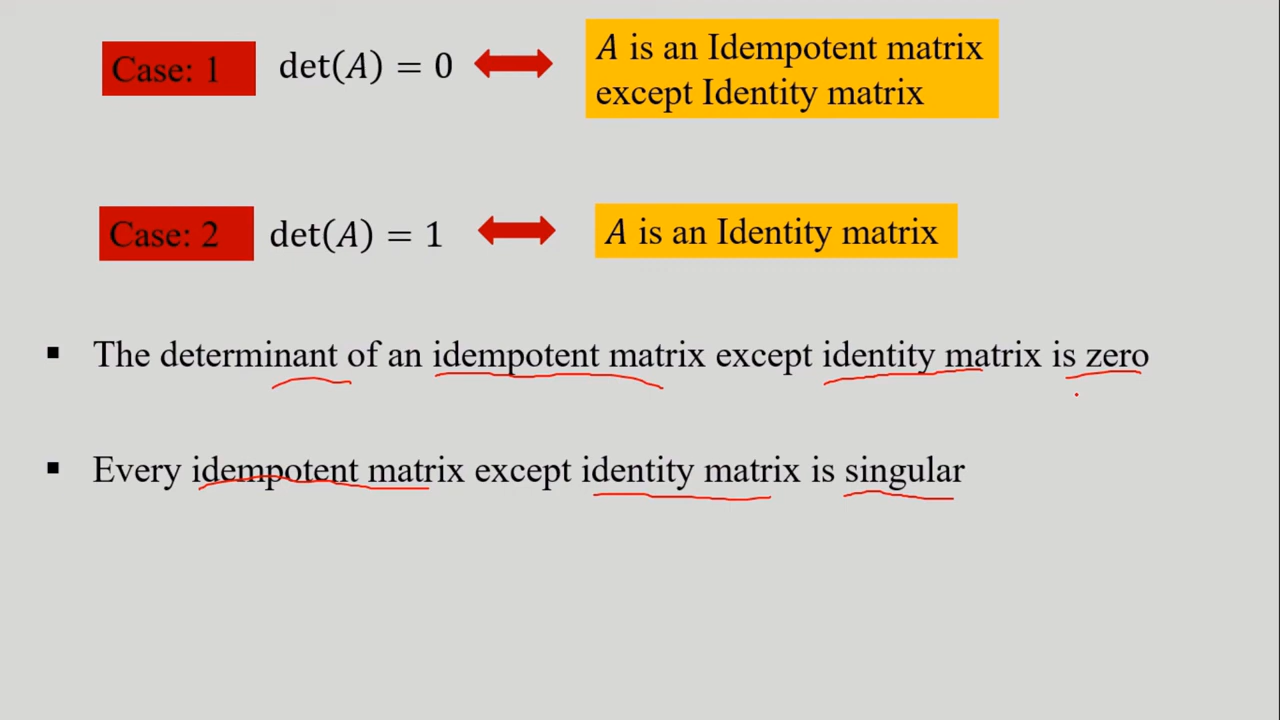 Case: 1 det(A) = 0 A is an Idempotent matrix
except Identity matrix
Case: 2 det(A) = 1 A is an Identity matrix
▪ The determinant of an idempotent matrix except identity matrix is zero
▪ Every idempotent matrix except identity matrix is singular